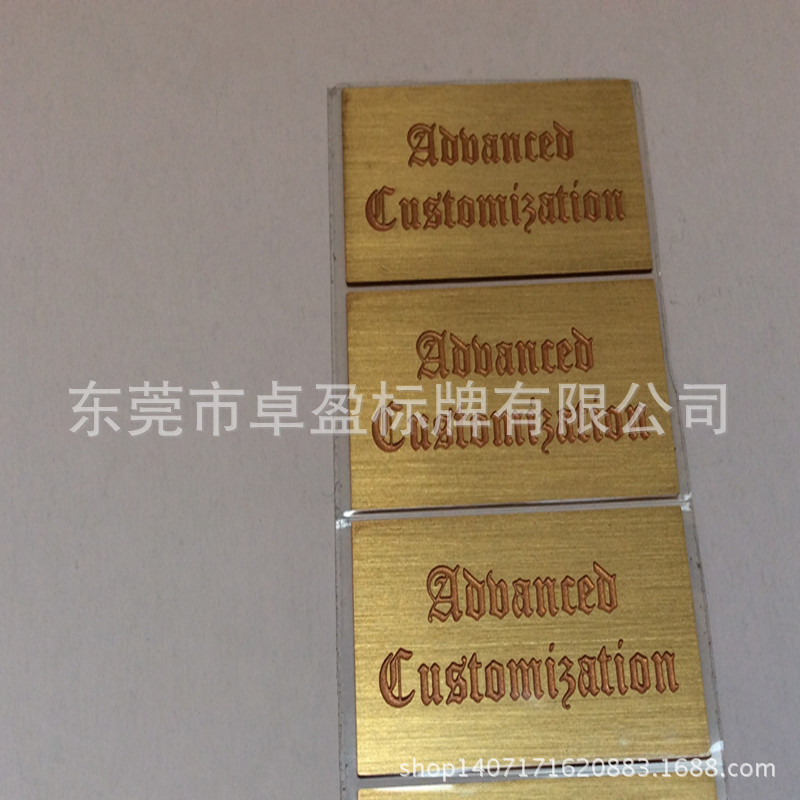 Advanced
Customization
Advanced
东莞市卓盈标牌有限公司
Customization
Advanced
Customization
shop1407171620883.1688.com